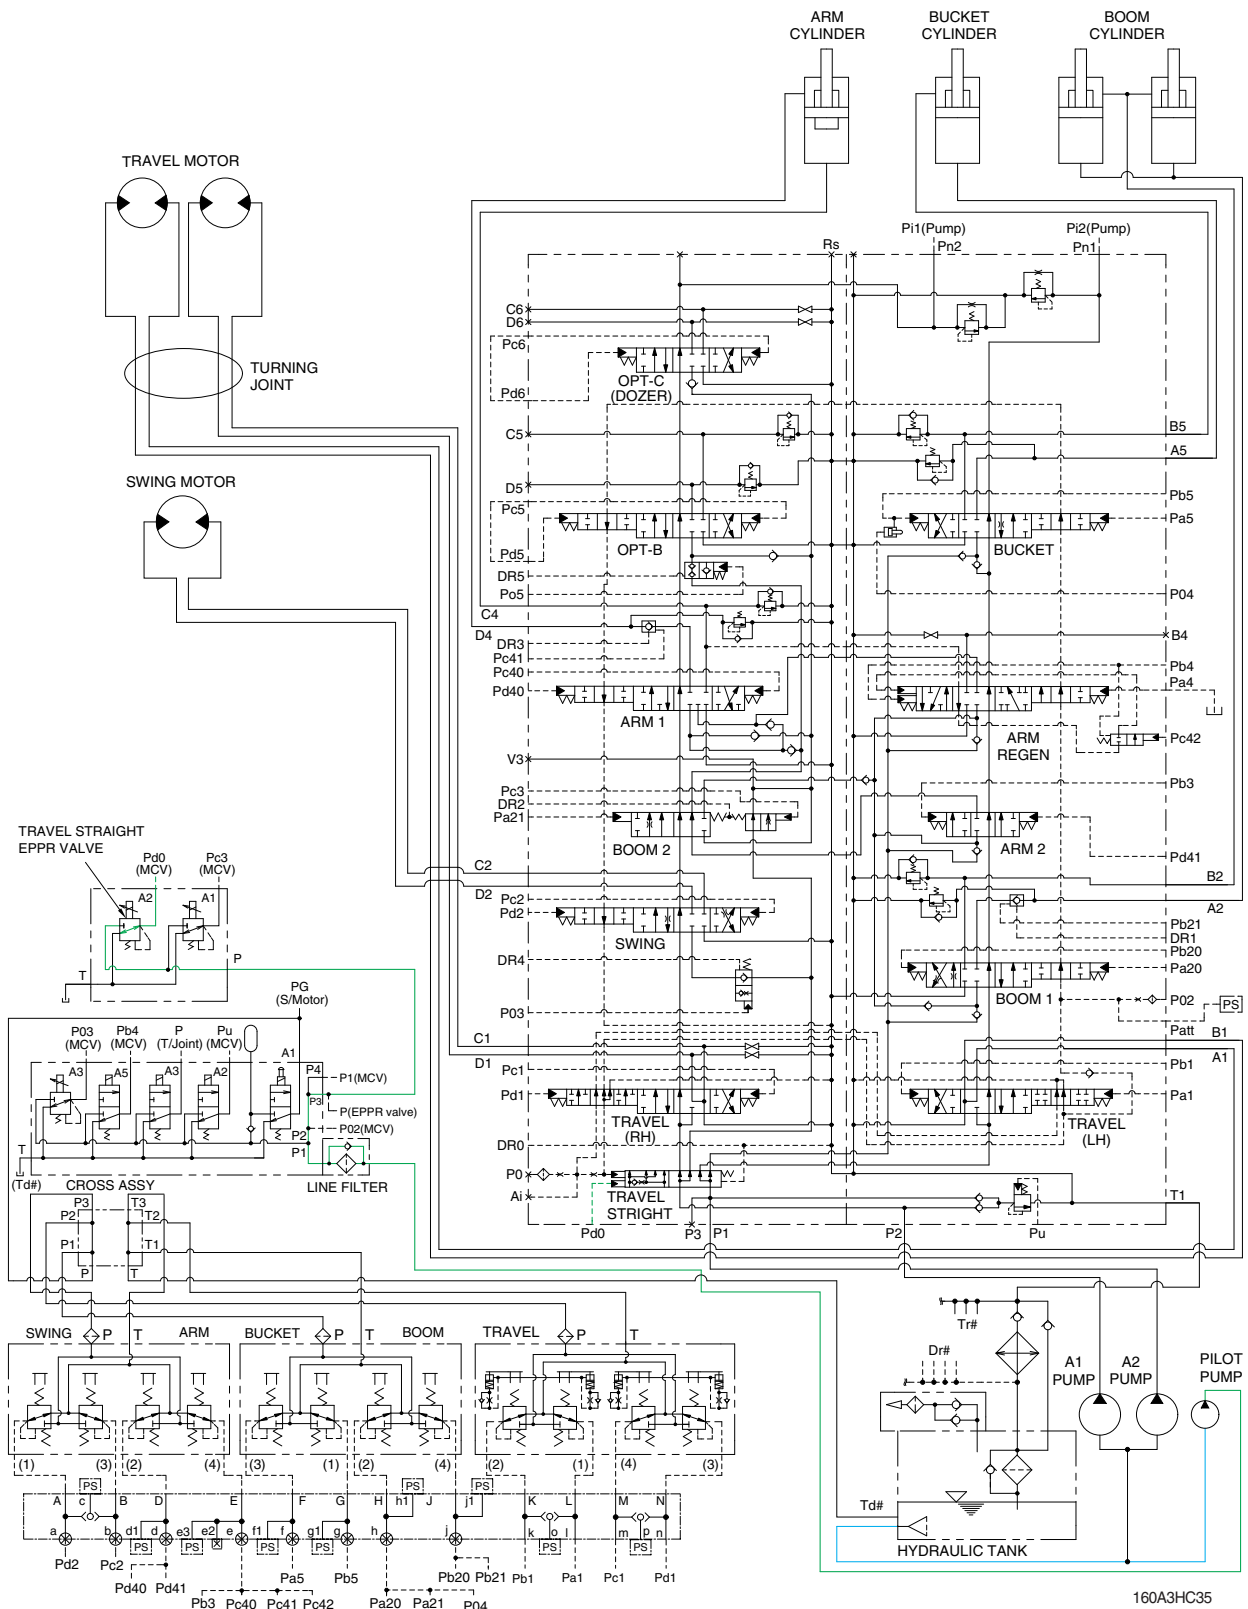 ARM
CYLINDER
BUCKET
CYLINDER
BOOM
CYLINDER
TRAVEL MOTOR
TURNING
JOINT
SWING MOTOR
Pi1(Pump)
Pn2
Pi2(Pump)
Pn1
Rs
C6
D6
Pc6
OPT-C
(DOZER)
Pd6
C5
B5
A5
D5
Pc5
Pb5
Pa5
OPT-B
BUCKET
Pd5
DR5
Po5
P04
C4
D4
B4
DR3
Pc41
Pc40
Pd40
Pb4
Pa4
ARM 1
ARM
REGEN
Pc42
V3
Pc3
Pb3
DR2
Pa21
BOOM 2
ARM 2
Pd41
C2
B2
D2
A2
Pc2
Pd2
Pb21
DR1
Pb20
SWING
DR4
Pa20
BOOM 1
P03
P02
PS
Patt
C1
B1
D1
A1
Pc1
Pb1
Pd1
Pa1
TRAVEL
(RH)
TRAVEL
(LH)
DR0
P0
Ai
TRAVEL
STRIGHT
T1
Pd0
P3
P1
P2
Pu
TRAVEL STRAIGHT
EPPR VALVE
Pd0
(MCV)
Pc3
(MCV)
A2
A1
P
T
PG
(S/Motor)
P03
(MCV)
Pb4
(MCV)
P
(T/Joint)
Pu
(MCV)
A1
P4
A3
A5
A3
A2
P1(MCV)
P3
P(EPPR valve)
P2
P02(MCV)
T
P1
(Td#)
LINE FILTER
CROSS ASSY
P3
T3
P2
T2
P1
T1
P
T
SWING
P
T
ARM
BUCKET
P
T
BOOM
TRAVEL
P
T
(1)
(3)
(2)
(4)
(3)
(1)
(2)
(4)
(2)
(1)
(4)
(3)
PS
PS
PS
A
c
B
D
E
F
G
H
h1
J
j1
K
L
M
N
a
b
d1
d
e3
e2
e
f1
f
g1
g
h
j
k
o
l
m
p
n
PS
PS
PS
PS
PS
PS
Pd2
Pc2
Pd40
Pd41
Pb3
Pc40
Pc41
Pc42
Pa5
Pb5
Pa20
Pa21
P04
Pb20
Pb21
Pb1
Pa1
Pc1
Pd1
Tr#
Dr#
A1
PUMP
A2
PUMP
PILOT
PUMP
Td#
HYDRAULIC TANK
160A3HC35